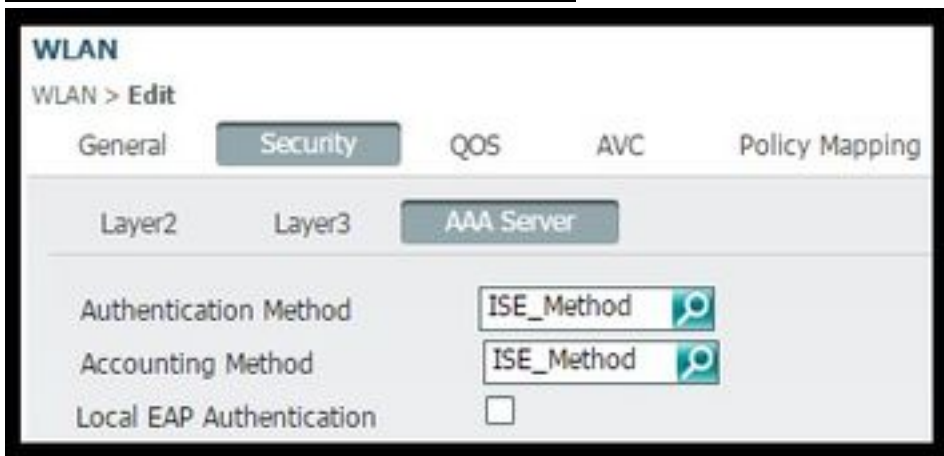 WLAN
WLAN > Edit
General Security QOS AVC Policy Mapping
Layer2 Layer3 AAA Server
Authentication Method ISE_Method
Accounting Method ISE_Method
Local EAP Authentication